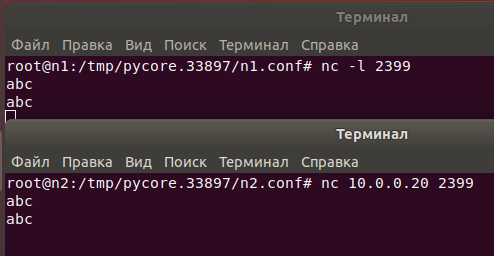 Терминал
Файл Правка Вид Поиск Терминал Справка
root@n1:/tmp/pycore.33897/n1.conf# nc -l 2399
abc
abc
Терминал
Файл Правка Вид Поиск Терминал Справка
root@n2:/tmp/pycore.33897/n2.conf# nc 10.0.0.20 2399
abc
abc